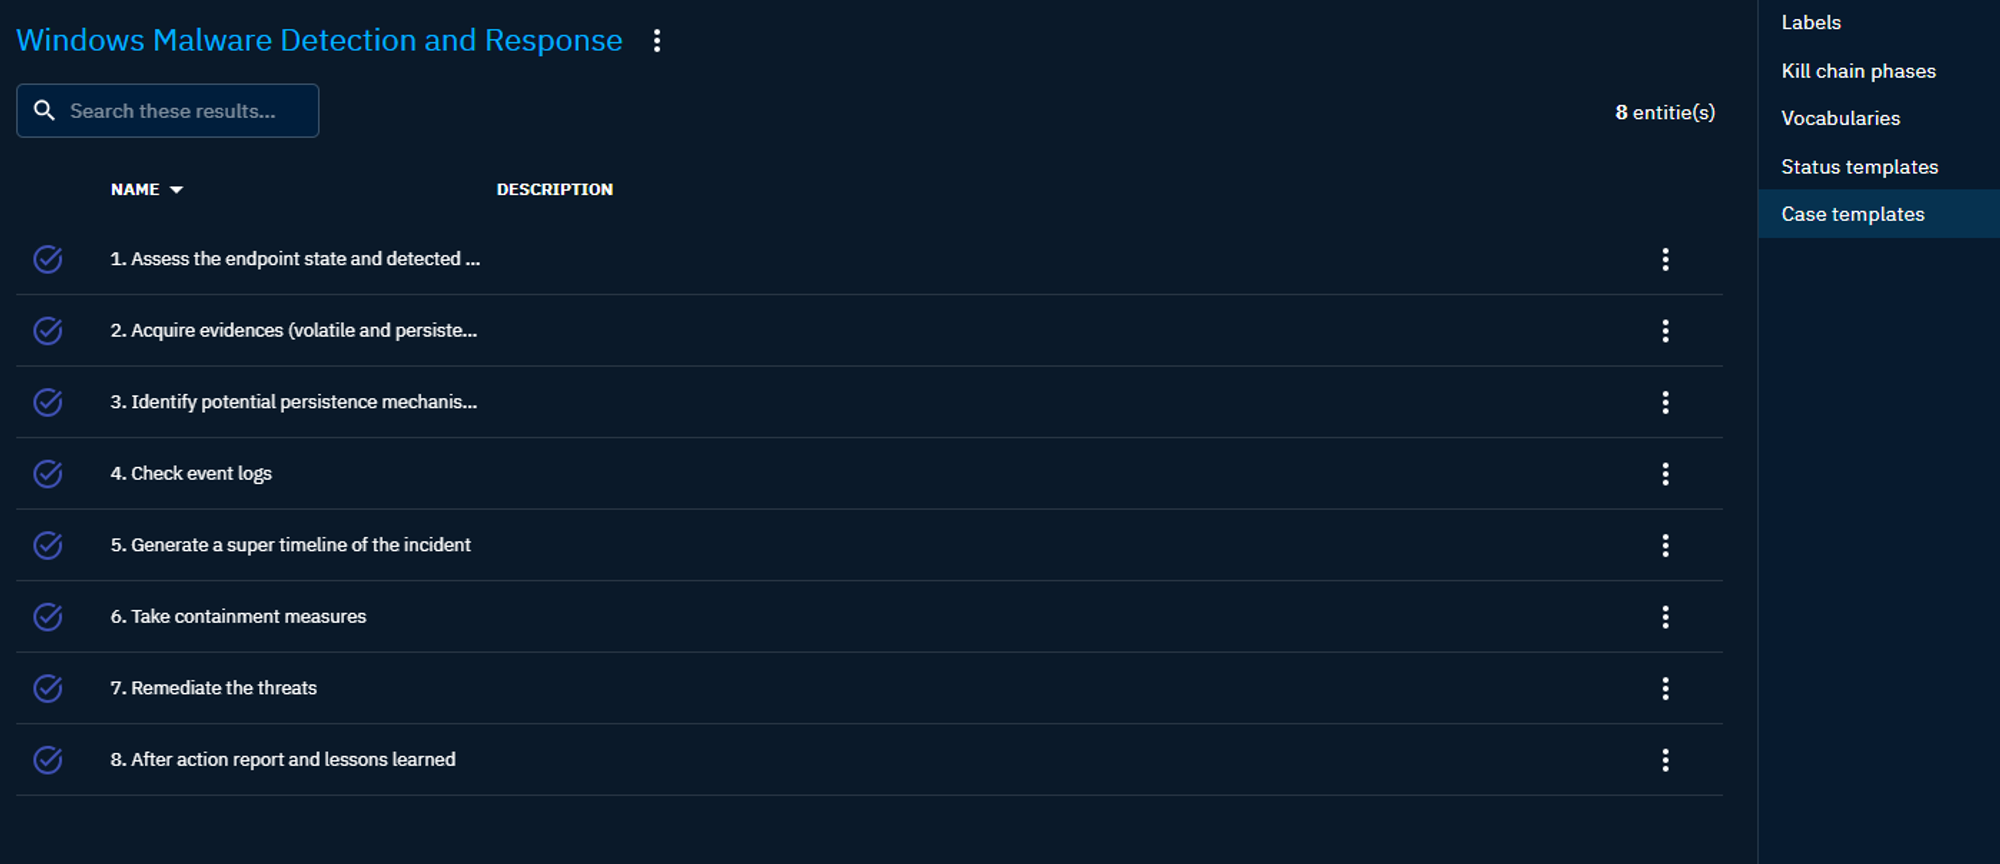 Windows Malware Detection and Response
Search these results...
8 entitie(s)
NAME DESCRIPTION
1. Assess the endpoint state and detected ...
2. Acquire evidences (volatile and persiste...
3. Identify potential persistence mechanis...
4. Check event logs
5. Generate a super timeline of the incident
6. Take containment measures
7. Remediate the threats
8. After action report and lessons learned
Labels
Kill chain phases
Vocabularies
Status templates
Case templates